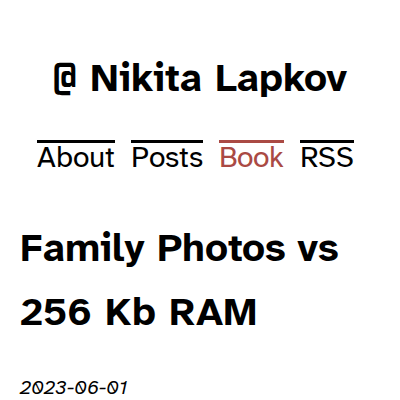 @ Nikita Lapkov
About Posts Book RSS
Family Photos vs
256 Kb RAM
2023-06-01